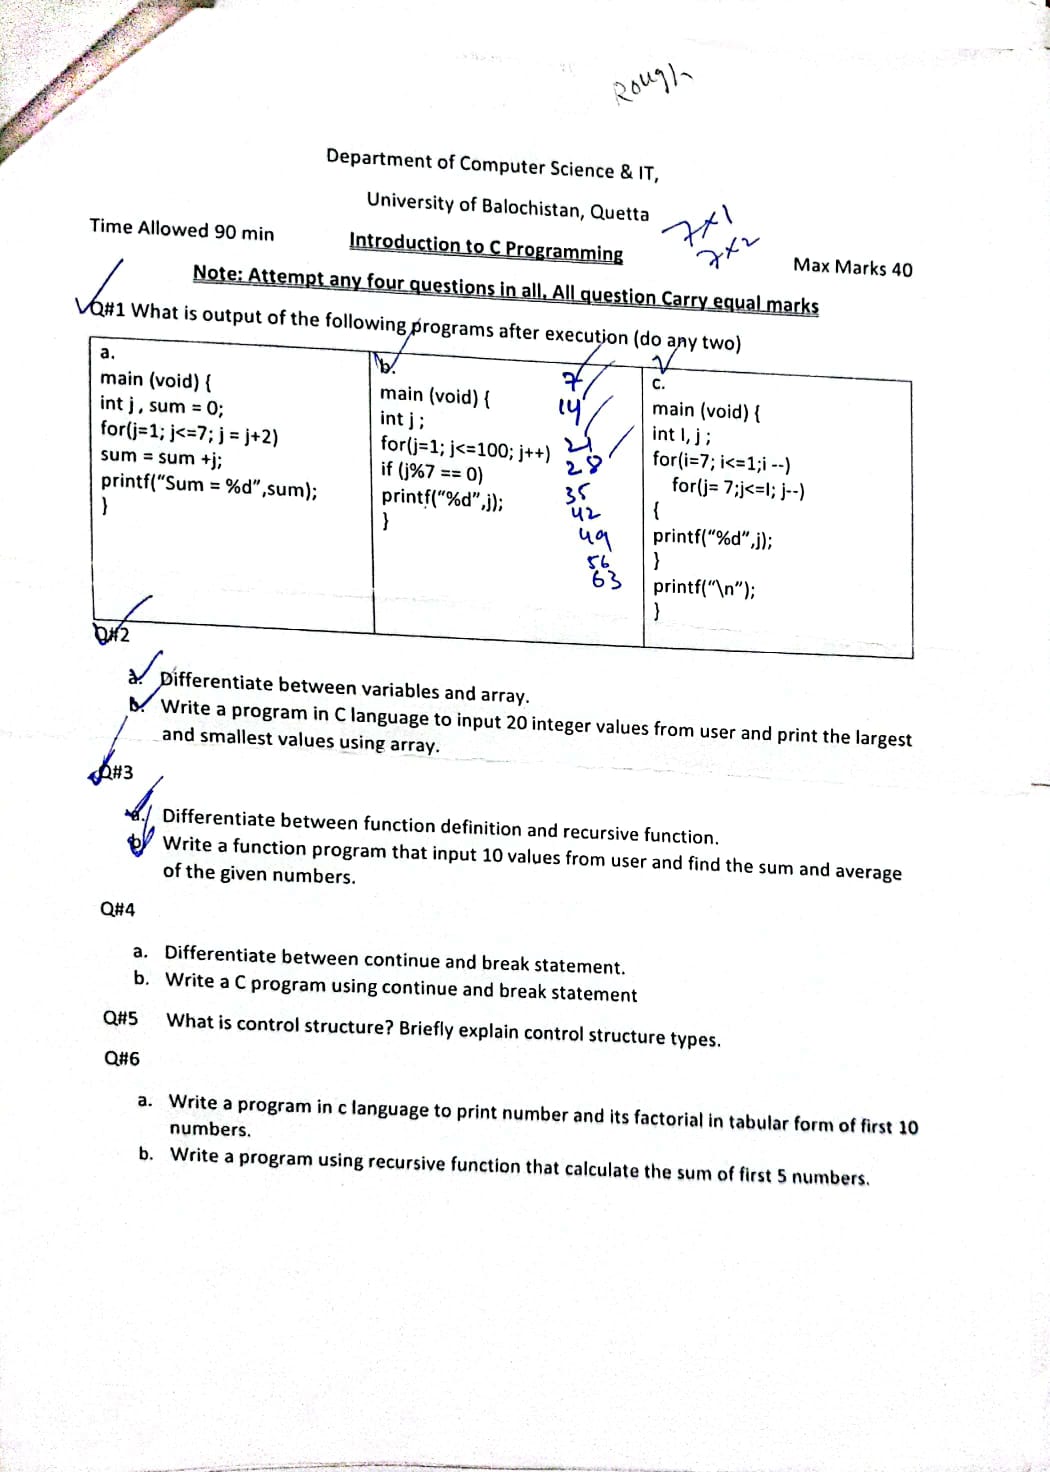 Rough
Department of Computer Science & IT,
University of Balochistan, Quetta
7x1
7x2
Time Allowed 90 min
Introduction to C Programming
Max Marks 40
Note: Attempt any four questions in all, All question Carry equal marks
Q#1 What is output of the following programs after execution (do any two)
a.
main (void) {
int j, sum = 0;
for(j=1; j<=7; j = j+2)
sum = sum +j;
printf("Sum = %d",sum);
}
b.
main (void) {
int j ;
for(j=1; j<=100; j++)
if (j%7 == 0)
printf("%d",j);
}
7
14
21
28
35
42
49
56
63
c.
main (void) {
int I, j ;
for(i=7; i<=1;i --)
for(j= 7;j<=I; j--)
{
printf("%d",j);
}
printf("\n");
}
Q#2
a. Differentiate between variables and array.
b. Write a program in C language to input 20 integer values from user and print the largest
and smallest values using array.
Q#3
a. Differentiate between function definition and recursive function.
b. Write a function program that input 10 values from user and find the sum and average
of the given numbers.
Q#4
a. Differentiate between continue and break statement.
b. Write a C program using continue and break statement
Q#5 What is control structure? Briefly explain control structure types.
Q#6
a. Write a program in c language to print number and its factorial in tabular form of first 10
numbers.
b. Write a program using recursive function that calculate the sum of first 5 numbers.